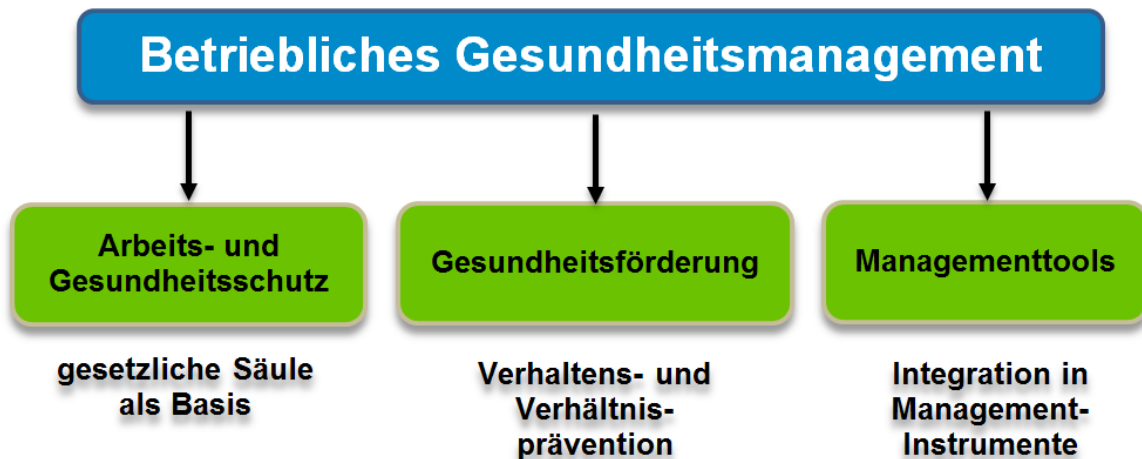 Betriebliches Gesundheitsmanagement
Arbeits- und
Gesundheitsschutz
gesetzliche Säule
als Basis
Gesundheitsförderung
Verhaltens- und
Verhältnis-
prävention
Managementtools
Integration in
Management-
Instrumente